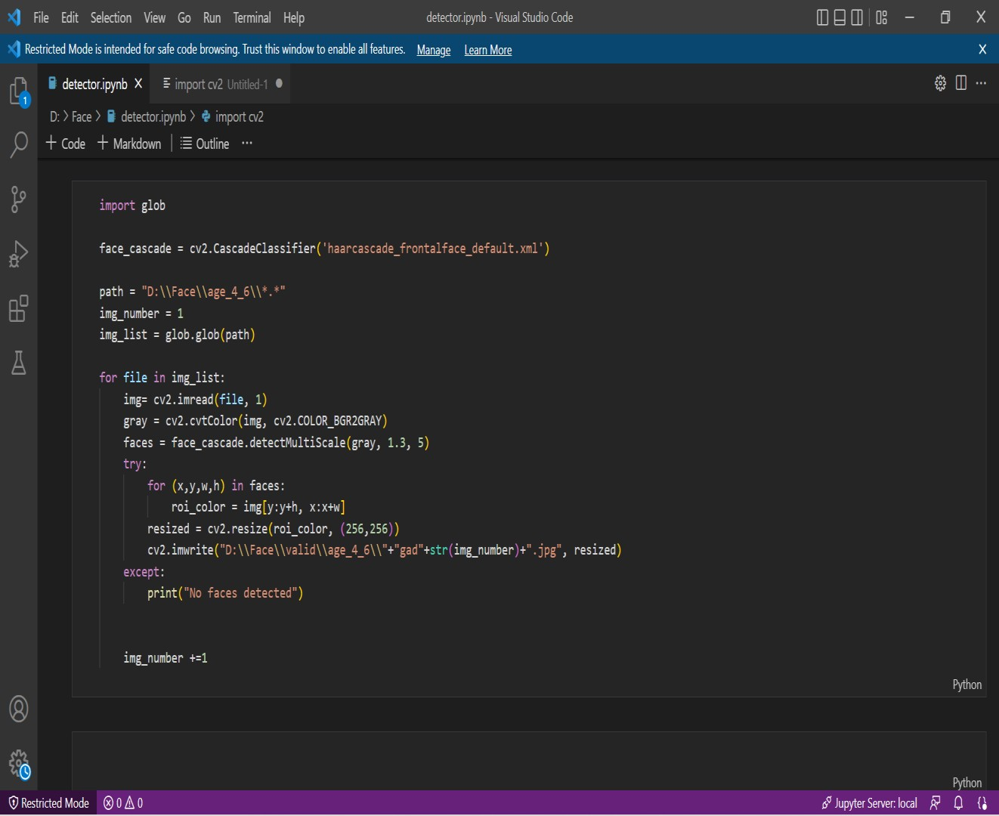 File Edit Selection View Go Run Terminal Help detector.ipynb - Visual Studio Code
Restricted Mode is intended for safe code browsing. Trust this window to enable all features. Manage Learn More
1
detector.ipynb import cv2 Untitled-1
D: > Face > detector.ipynb > import cv2
+ Code + Markdown Outline ...
import glob
face_cascade = cv2.CascadeClassifier('haarcascade_frontalface_default.xml')
path = "D:\\Face\\age_4_6\\*.*"
img_number = 1
img_list = glob.glob(path)
for file in img_list:
img= cv2.imread(file, 1)
gray = cv2.cvtColor(img, cv2.COLOR_BGR2GRAY)
faces = face_cascade.detectMultiScale(gray, 1.3, 5)
try:
for (x,y,w,h) in faces:
roi_color = img[y:y+h, x:x+w]
resized = cv2.resize(roi_color, (256,256))
cv2.imwrite("D:\\Face\\valid\\age_4_6\\"+"gad"+str(img_number)+".jpg", resized)
except:
print("No faces detected")
img_number +=1
Python
Python
Restricted Mode 0 0 Jupyter Server: local